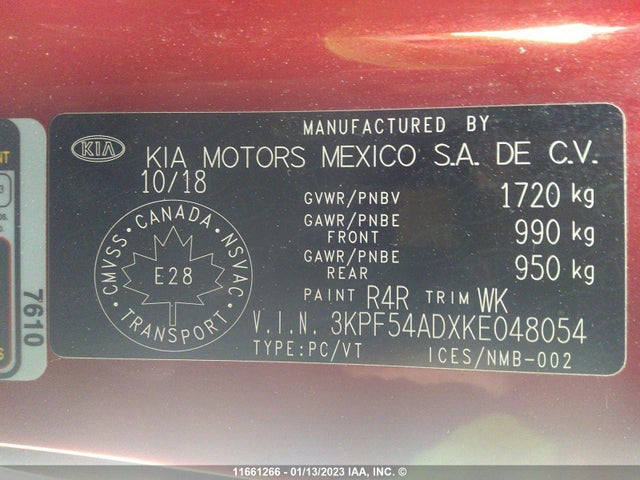 MANUFACTURED BY
KIA
KIA MOTORS MEXICO S.A. DE C.V.
10/18
GVWR/PNBV 1720 kg
GAWR/PNBE FRONT 990 kg
GAWR/PNBE REAR 950 kg
CANADA
CMVSS
NSVAC
E28
TRANSPORT
PAINT R4R TRIM WK
V.I.N. 3KPF54ADXKE048054
TYPE:PC/VT ICES/NMB-002
7610
11661266 - 01/13/2023 IAA, INC. ©